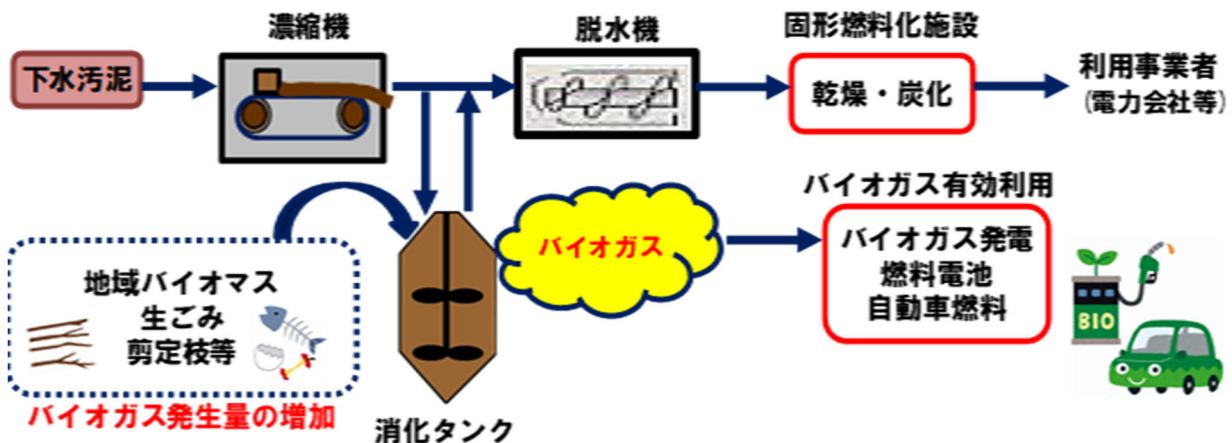 濃縮機
脱水機
固形燃料化施設
下水汚泥
乾燥・炭化
利用事業者
(電力会社等)
バイオガス有効利用
バイオガス
バイオガス発電
燃料電池
自動車燃料
地域バイオマス
生ごみ
剪定枝等
BIO
バイオガス発生量の増加
消化タンク